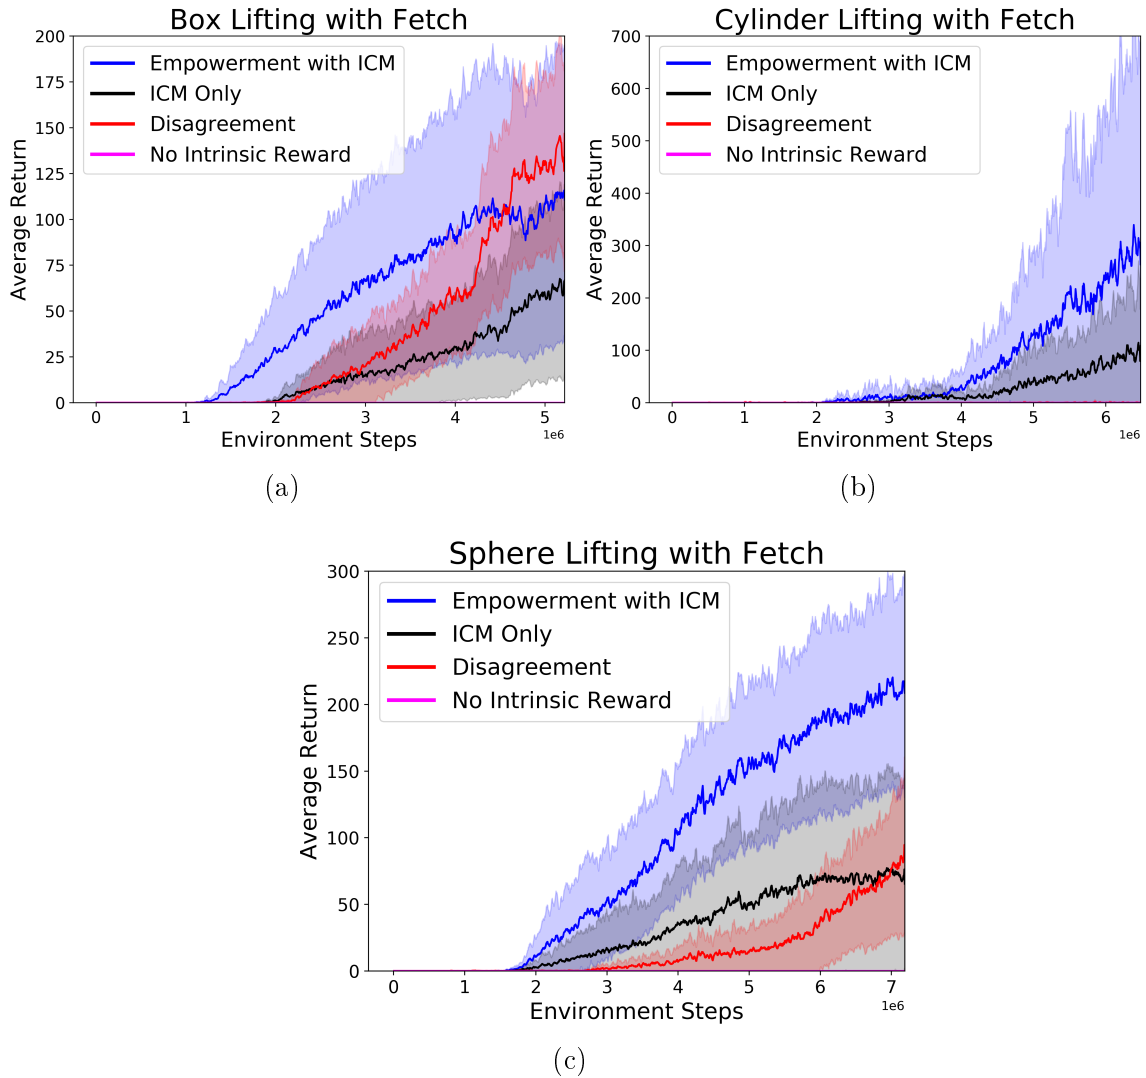 Box Lifting with Fetch
Average Return
200
175
150
125
100
75
50
25
0
Empowerment with ICM
ICM Only
Disagreement
No Intrinsic Reward
0 1 2 3 4 5
1e6
Environment Steps
(a)
Cylinder Lifting with Fetch
Average Return
700
600
500
400
300
200
100
0
Empowerment with ICM
ICM Only
Disagreement
No Intrinsic Reward
0 1 2 3 4 5 6
1e6
Environment Steps
(b)
Sphere Lifting with Fetch
Average Return
300
250
200
150
100
50
0
Empowerment with ICM
ICM Only
Disagreement
No Intrinsic Reward
0 1 2 3 4 5 6 7
1e6
Environment Steps
(c)